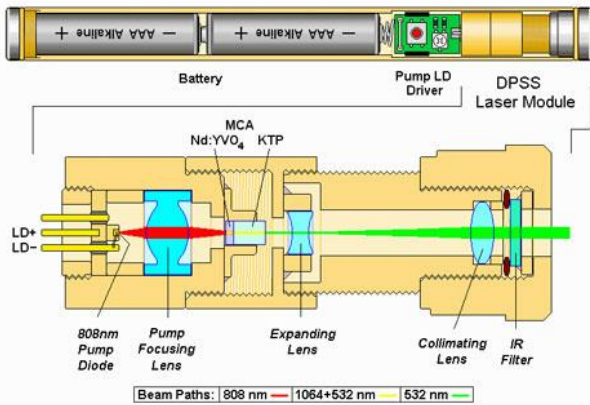 + AAA Alkaline −
+ AAA Alkaline −
Battery
Pump LD
Driver
DPSS
Laser Module
MCA
Nd:YVO₄ KTP
LD+
LD−
808nm
Pump
Diode
Pump
Focusing
Lens
Expanding
Lens
Collimating
Lens
IR
Filter
Beam Paths: 808 nm 1064+532 nm 532 nm